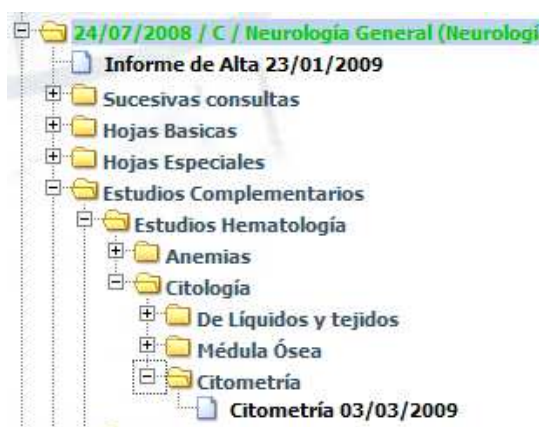 24/07/2008 / C / Neurología General (Neurologí
Informe de Alta 23/01/2009
Sucesivas consultas
Hojas Basicas
Hojas Especiales
Estudios Complementarios
Estudios Hematología
Anemias
Citología
De Líquidos y tejidos
Médula Ósea
Citometría
Citometría 03/03/2009